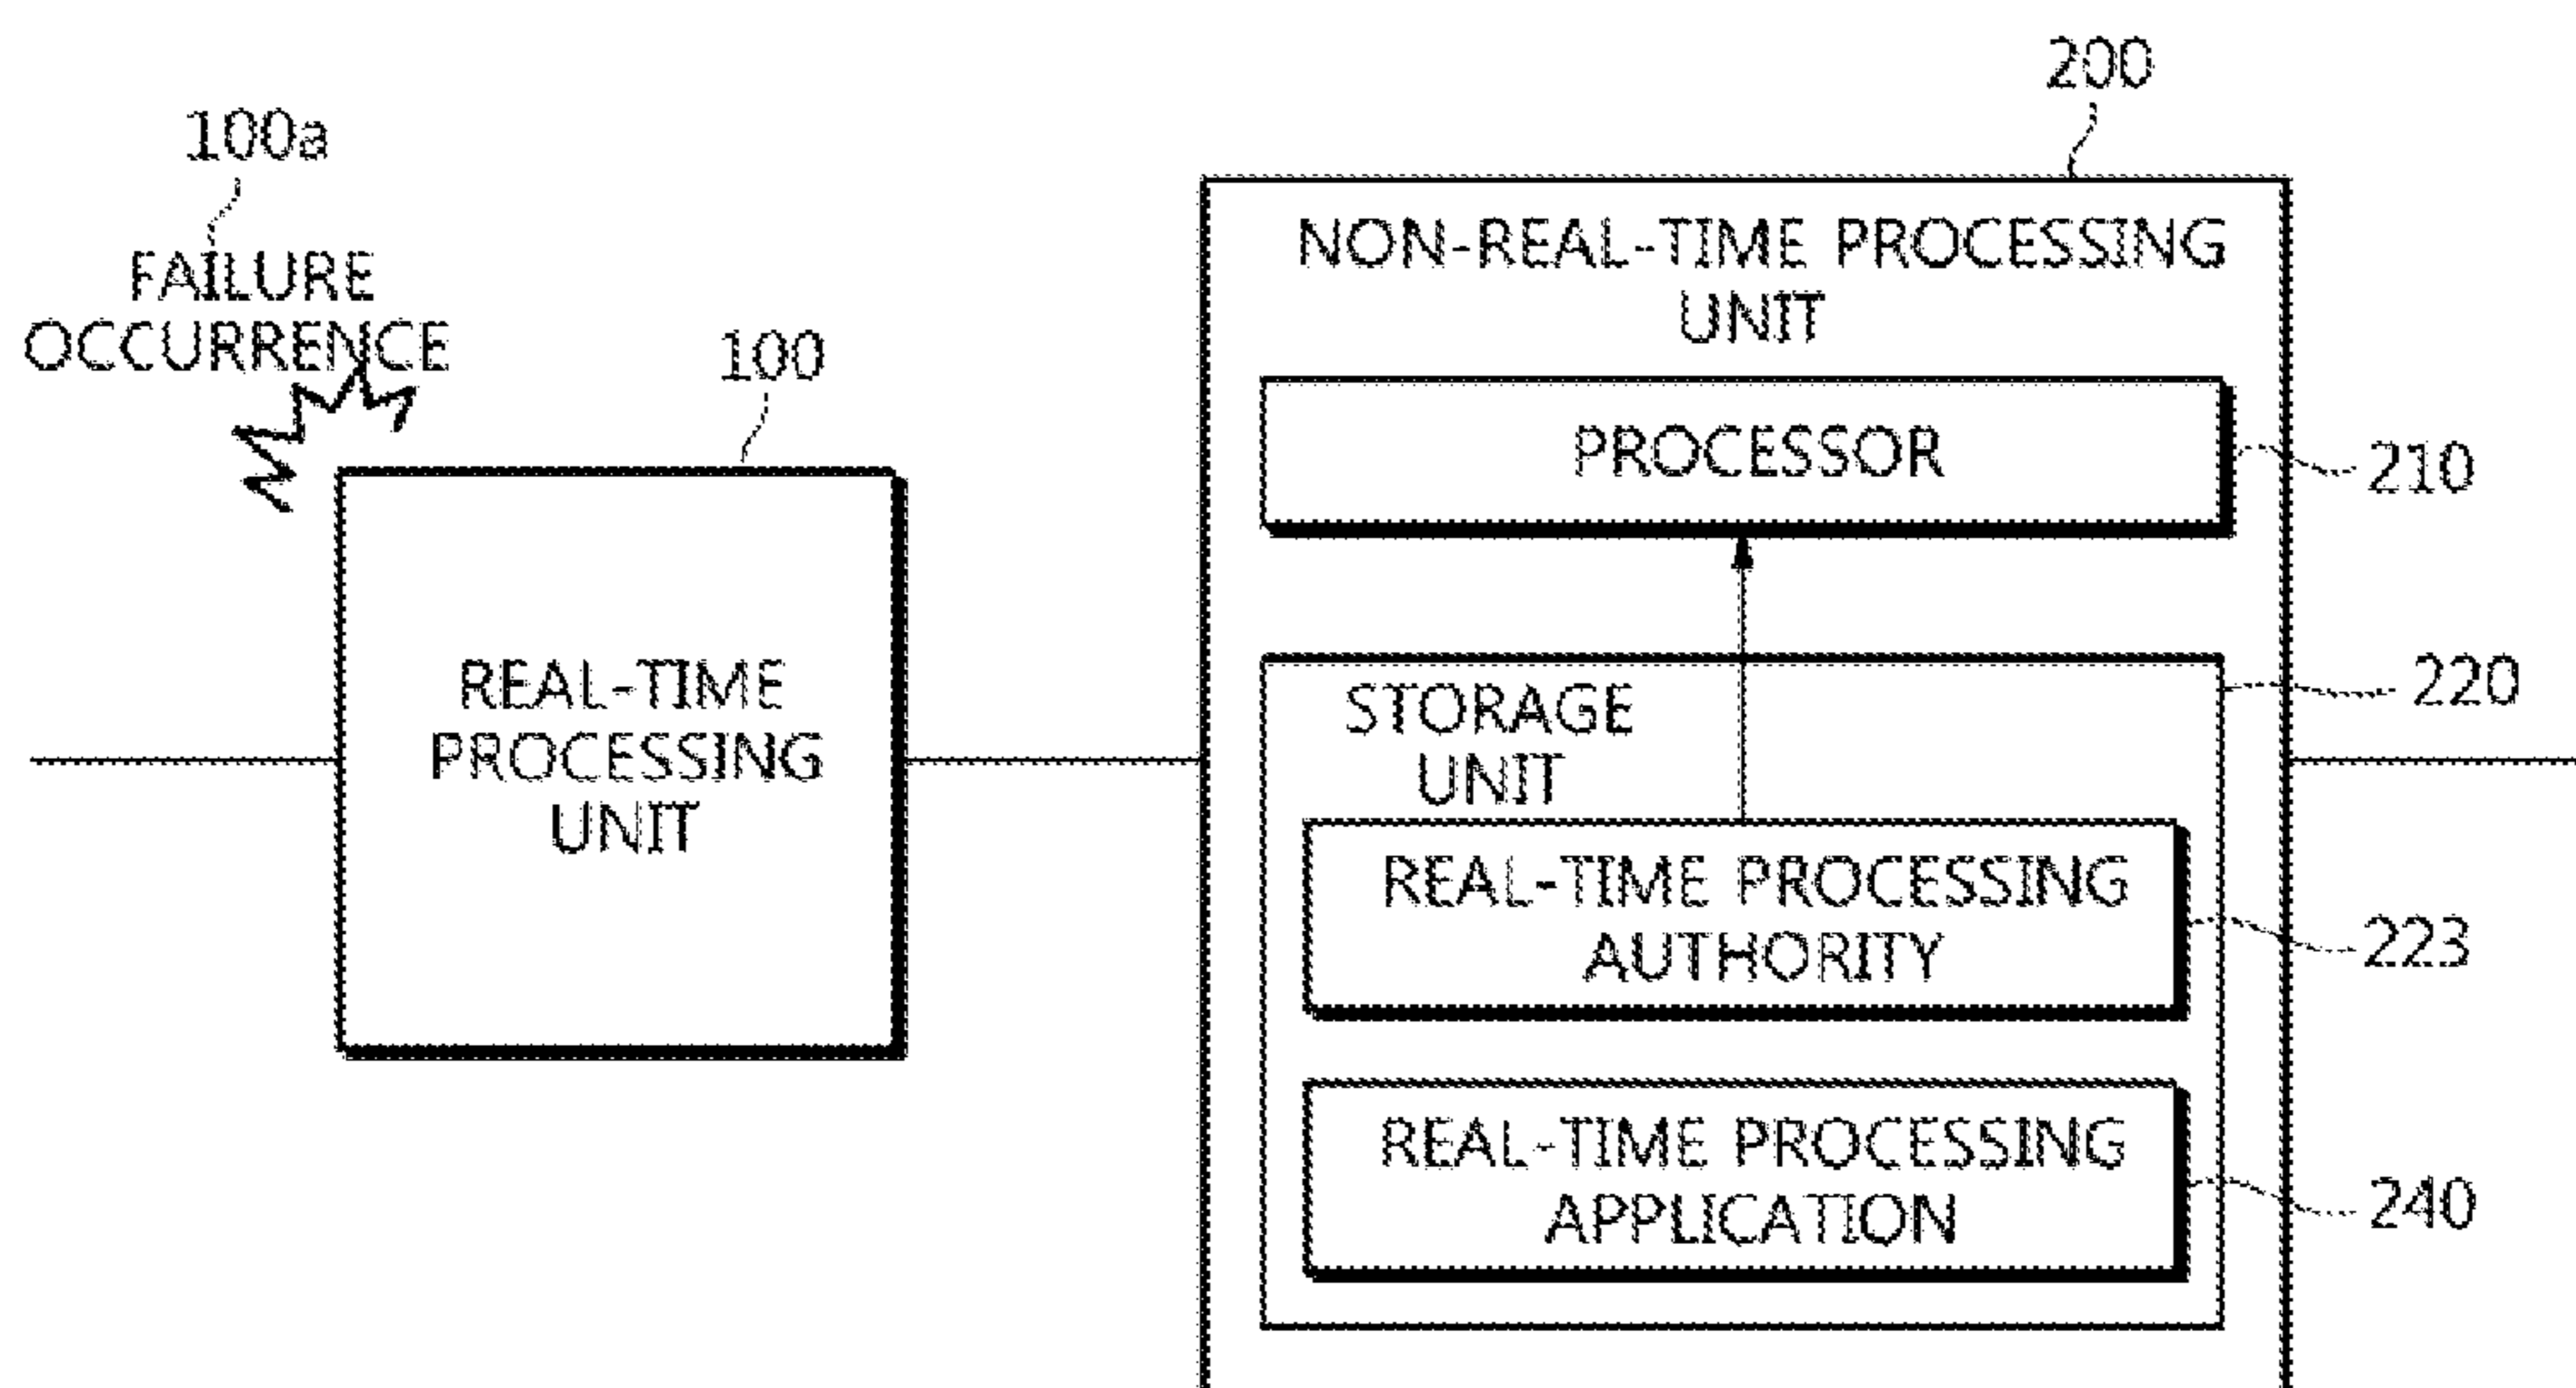 200
100a
FAILURE
OCCURRENCE
100
NON-REAL-TIME PROCESSING
UNIT
PROCESSOR
210
REAL-TIME
PROCESSING
UNIT
STORAGE
UNIT
220
REAL-TIME PROCESSING
AUTHORITY
223
REAL-TIME PROCESSING
APPLICATION
240